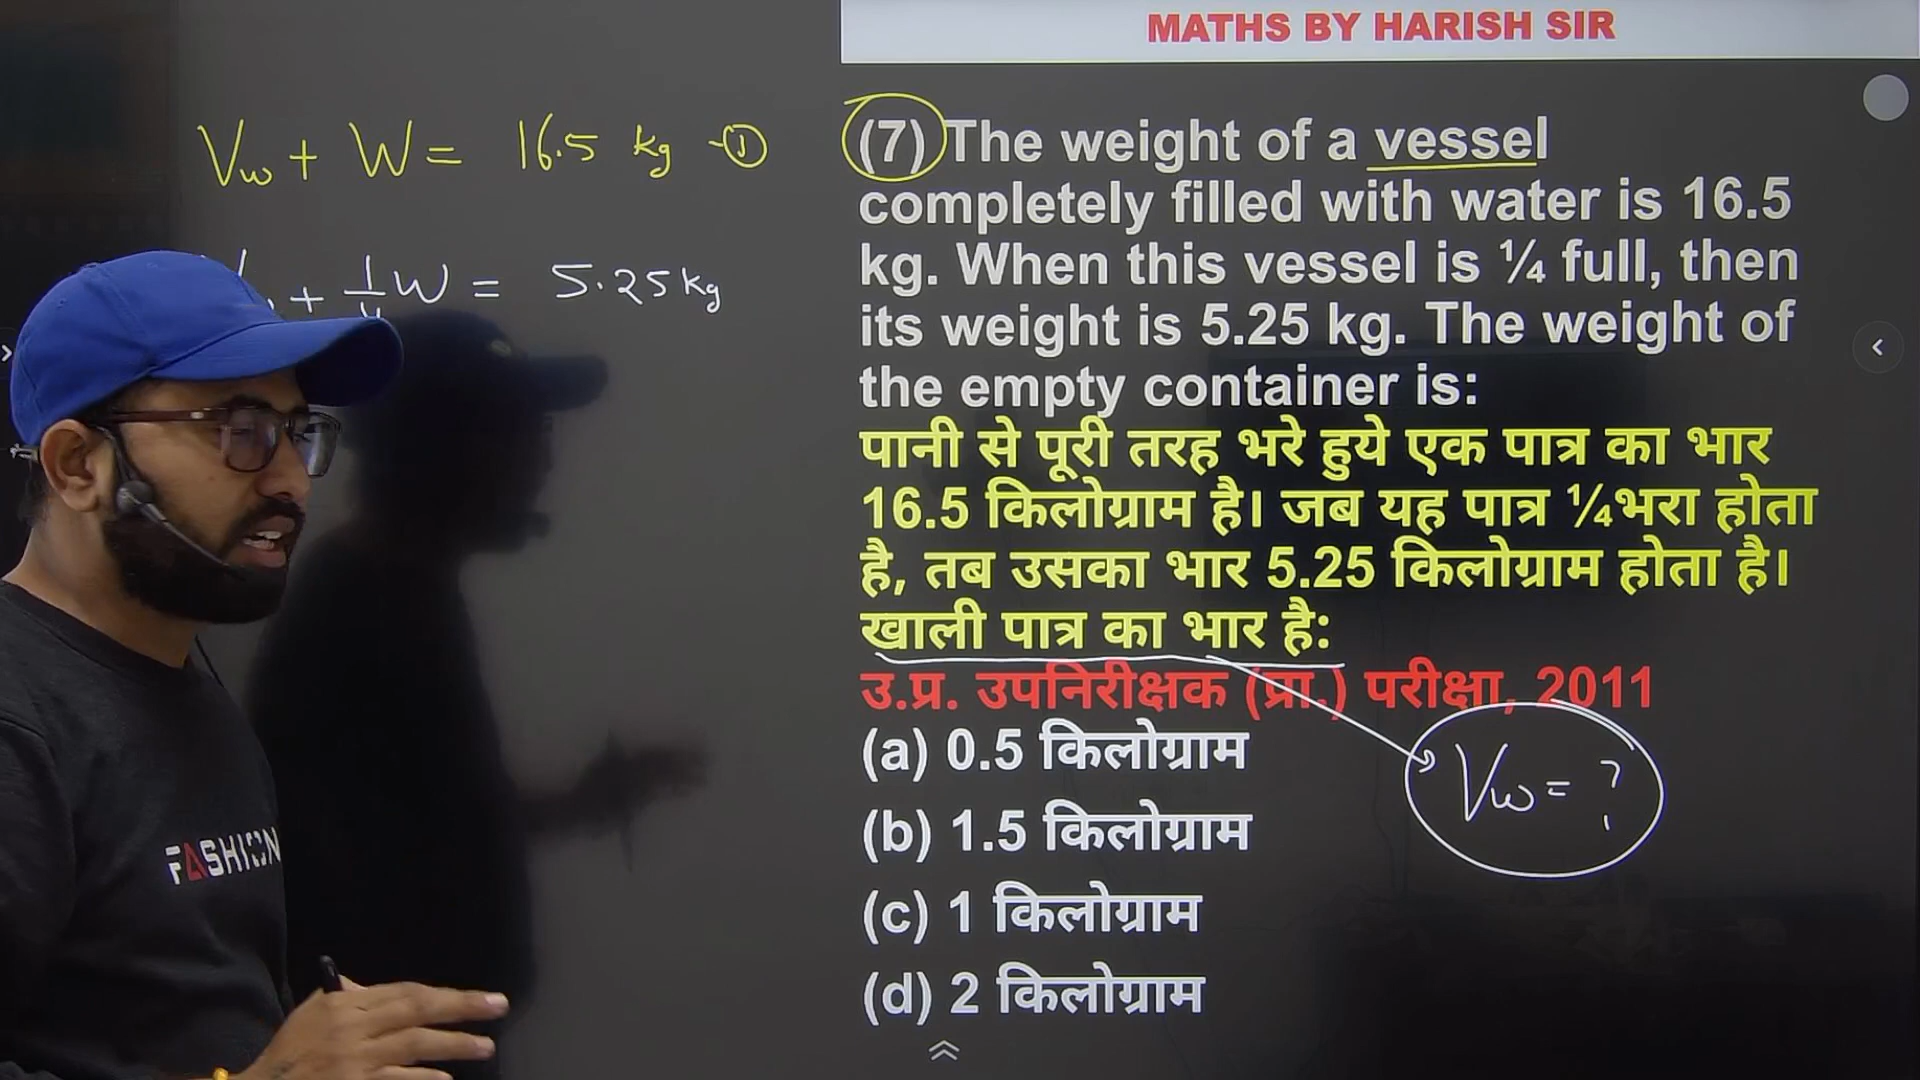 MATHS BY HARISH SIR
Vw + W = 16.5 kg -①
+ 1/4 W = 5.25 kg
(7) The weight of a vessel
completely filled with water is 16.5
kg. When this vessel is ¼ full, then
its weight is 5.25 kg. The weight of
the empty container is:
पानी से पूरी तरह भरे हुये एक पात्र का भार
16.5 किलोग्राम है। जब यह पात्र ¼भरा होता
है, तब उसका भार 5.25 किलोग्राम होता है।
खाली पात्र का भार है:
उ.प्र. उपनिरीक्षक (प्रा.) परीक्षा, 2011
(a) 0.5 किलोग्राम
(b) 1.5 किलोग्राम
(c) 1 किलोग्राम
(d) 2 किलोग्राम
Vw = ?
FASHION